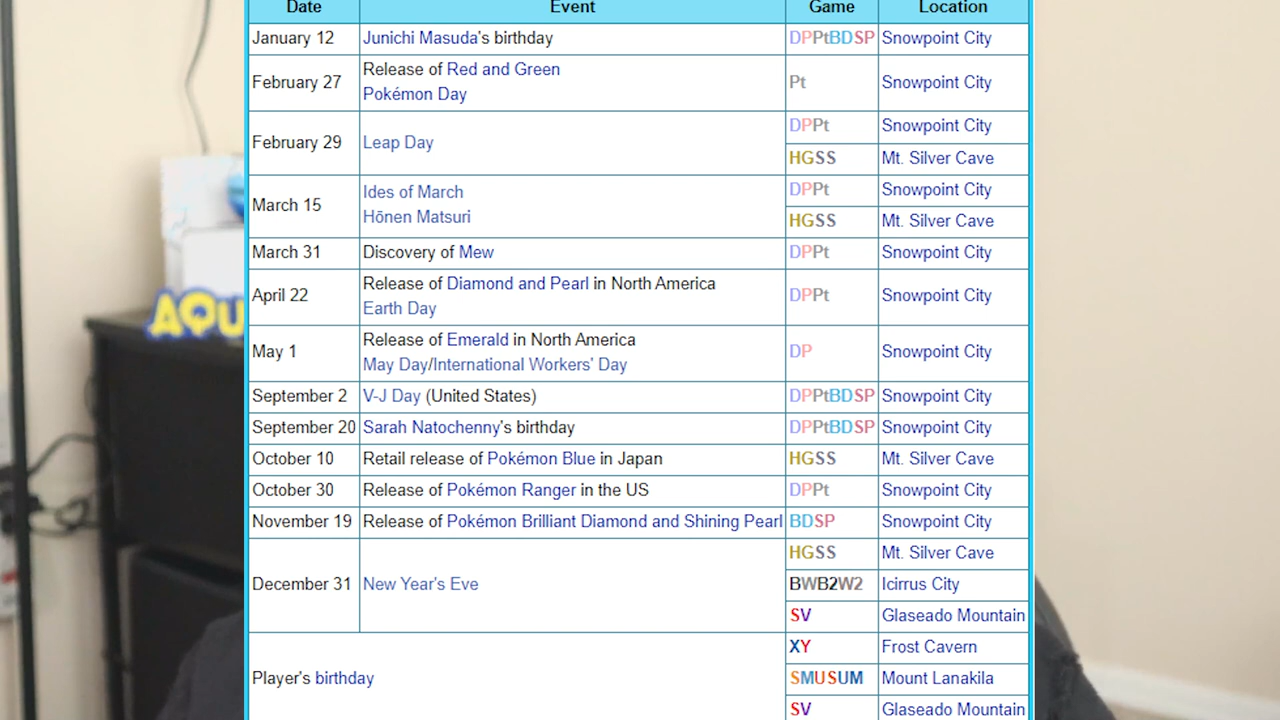 Date Event Game Location
January 12 Junichi Masuda's birthday DPPtBDSP Snowpoint City
February 27 Release of Red and Green
Pokémon Day Pt Snowpoint City
February 29 Leap Day DPPt Snowpoint City
HGSS Mt. Silver Cave
March 15 Ides of March
Hōnen Matsuri DPPt Snowpoint City
HGSS Mt. Silver Cave
March 31 Discovery of Mew DPPt Snowpoint City
April 22 Release of Diamond and Pearl in North America
Earth Day DPPt Snowpoint City
May 1 Release of Emerald in North America
May Day/International Workers' Day DP Snowpoint City
September 2 V-J Day (United States) DPPtBDSP Snowpoint City
September 20 Sarah Natochenny's birthday DPPtBDSP Snowpoint City
October 10 Retail release of Pokémon Blue in Japan HGSS Mt. Silver Cave
October 30 Release of Pokémon Ranger in the US DPPt Snowpoint City
November 19 Release of Pokémon Brilliant Diamond and Shining Pearl BDSP Snowpoint City
December 31 New Year's Eve HGSS Mt. Silver Cave
BWB2W2 Icirrus City
SV Glaseado Mountain
Player's birthday XY Frost Cavern
SMUSUM Mount Lanakila
SV Glaseado Mountain
AQU